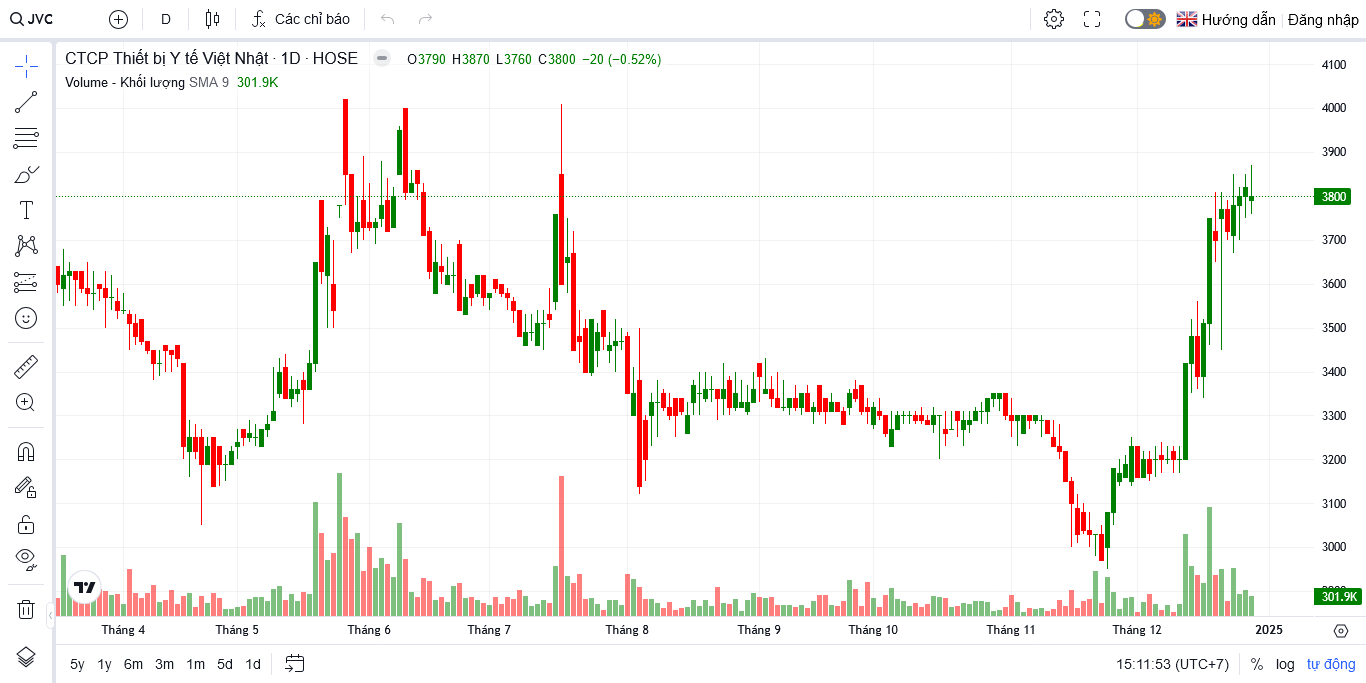 JVC D Các chỉ báo Hướng dẫn Đăng nhập
CTCP Thiết bị Y tế Việt Nhật · 1D · HOSE O3790 H3870 L3760 C3800 −20 (−0.52%)
Volume - Khối lượng SMA 9 301.9K
4100
4000
3900
3800
3700
3600
3500
3400
3300
3200
3100
3000
301.9K
Tháng 4 Tháng 5 Tháng 6 Tháng 7 Tháng 8 Tháng 9 Tháng 10 Tháng 11 Tháng 12 2025
5y 1y 6m 3m 1m 5d 1d 15:11:53 (UTC+7) % log tự động